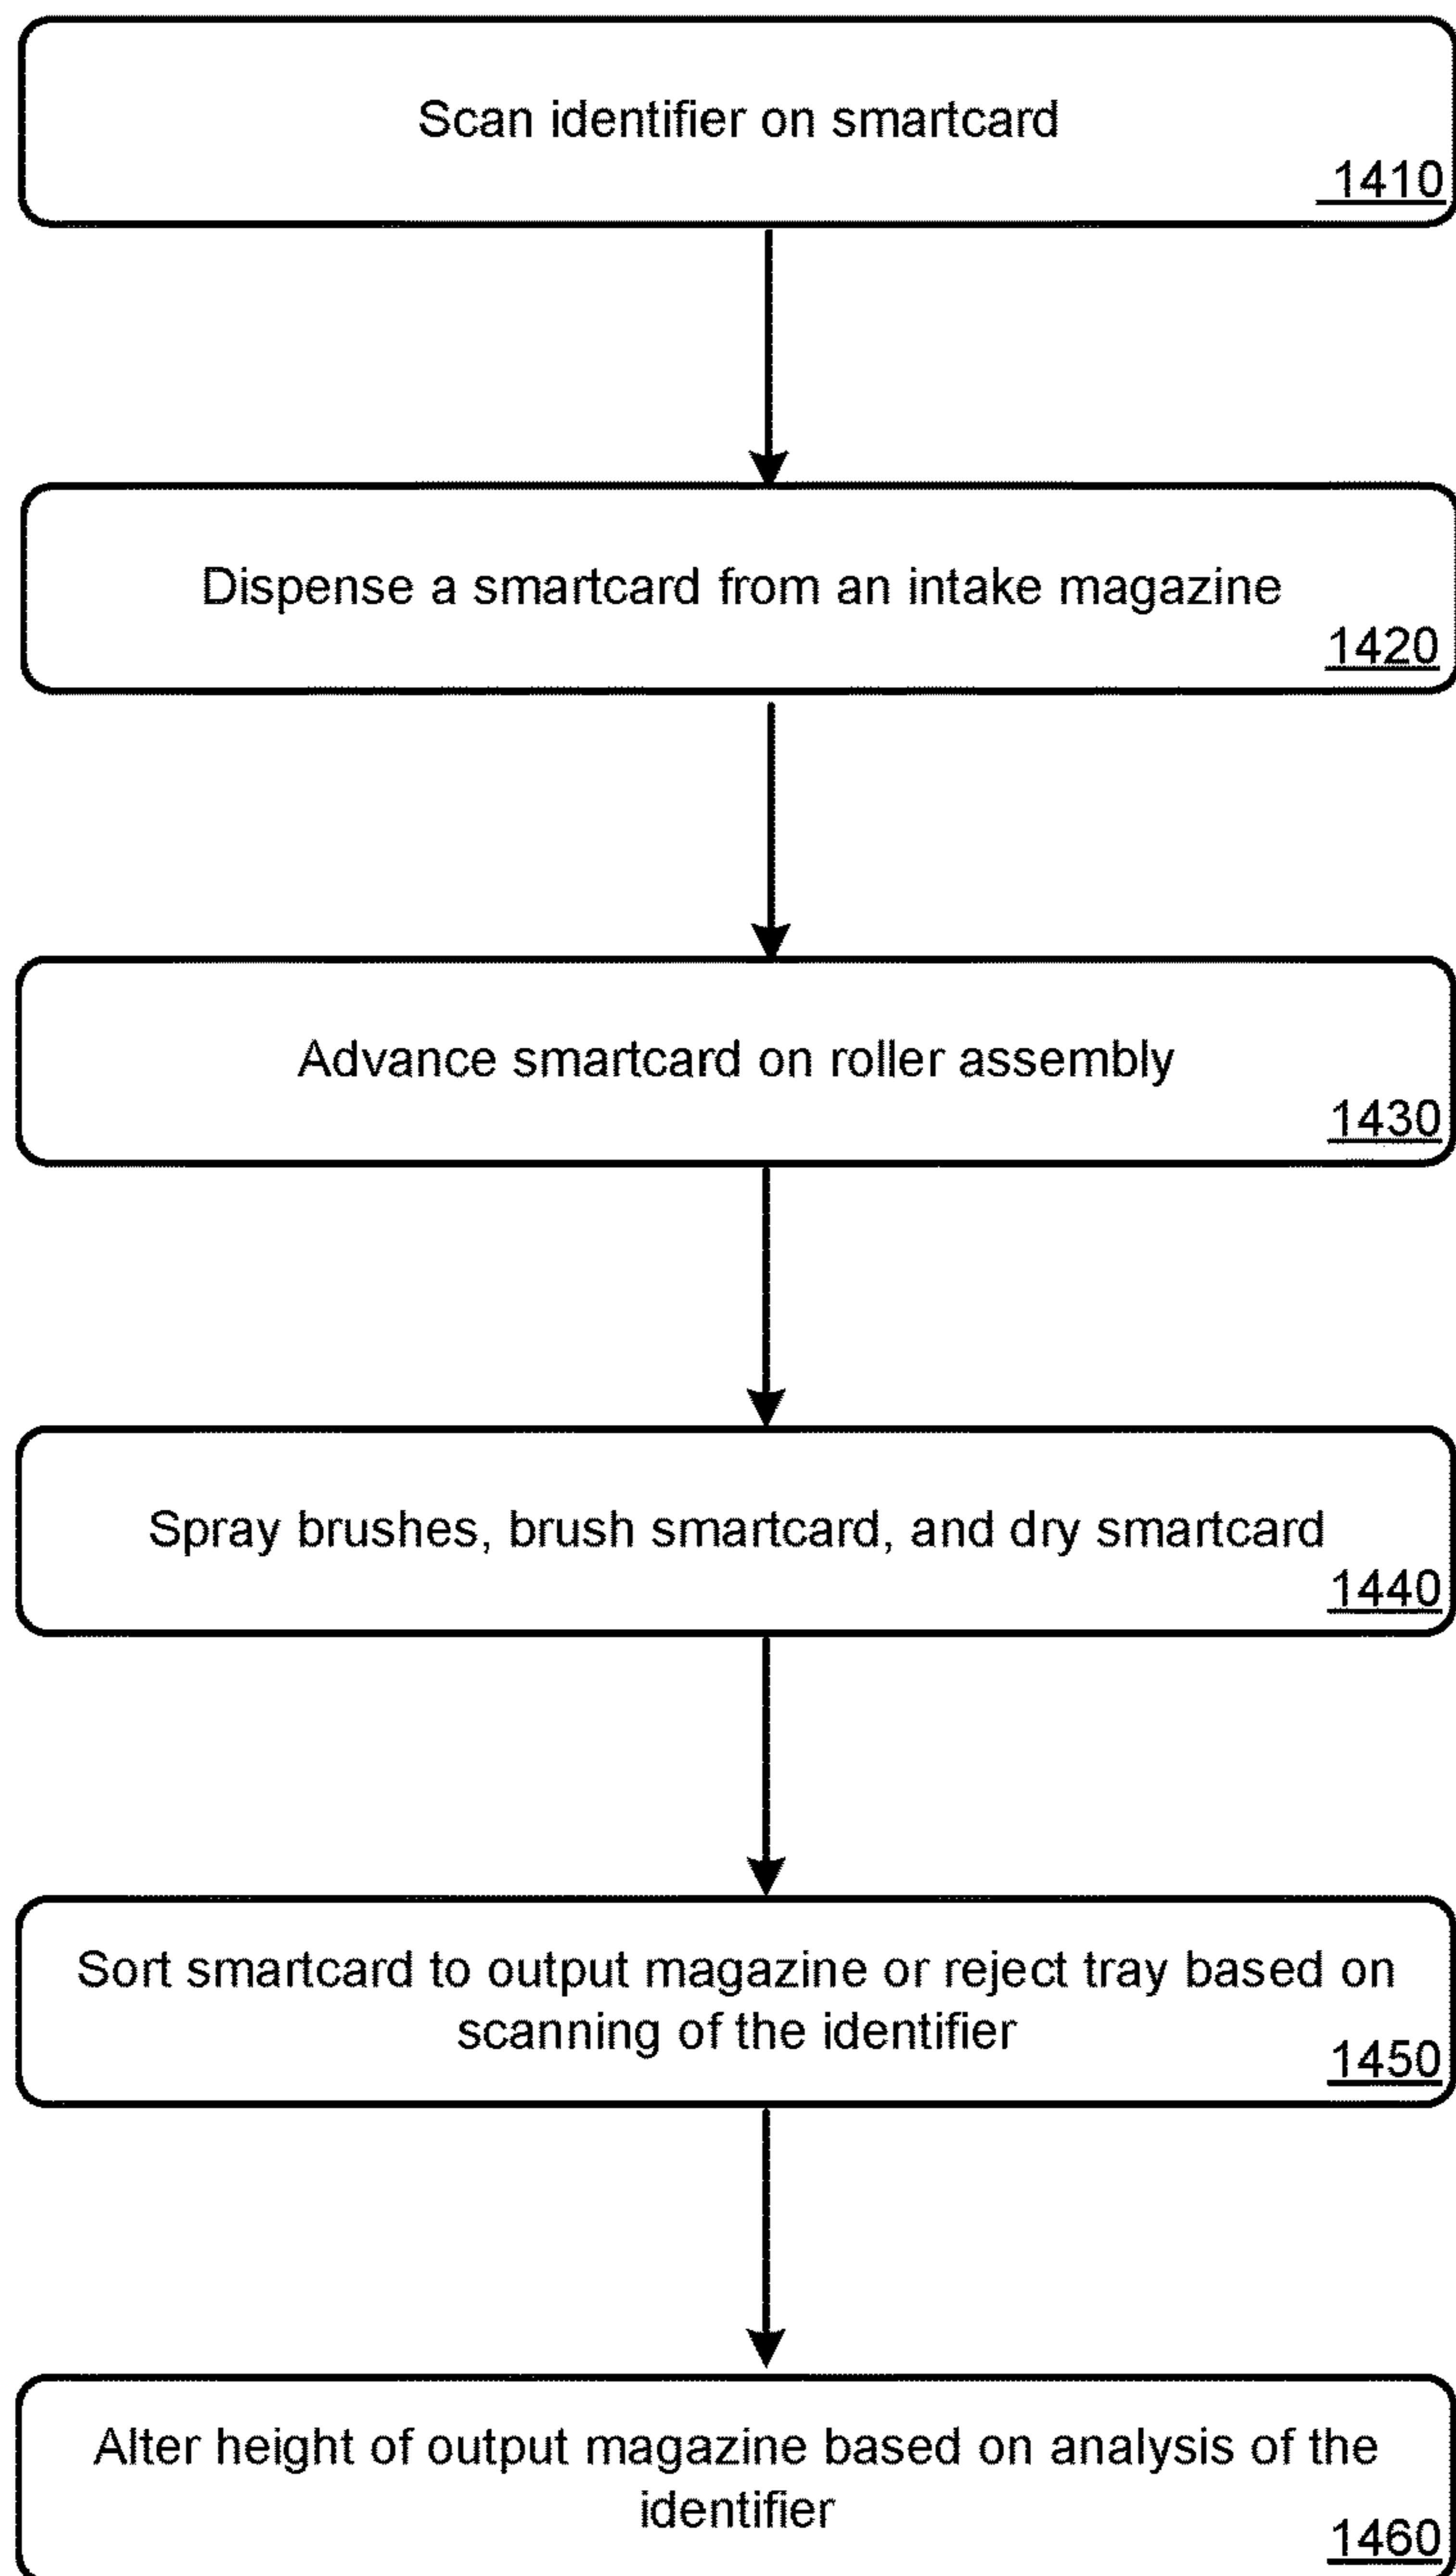 Scan identifier on smartcard
1410
Dispense a smartcard from an intake magazine
1420
Advance smartcard on roller assembly
1430
Spray brushes, brush smartcard, and dry smartcard
1440
Sort smartcard to output magazine or reject tray based on
scanning of the identifier
1450
Alter height of output magazine based on analysis of the
identifier
1460